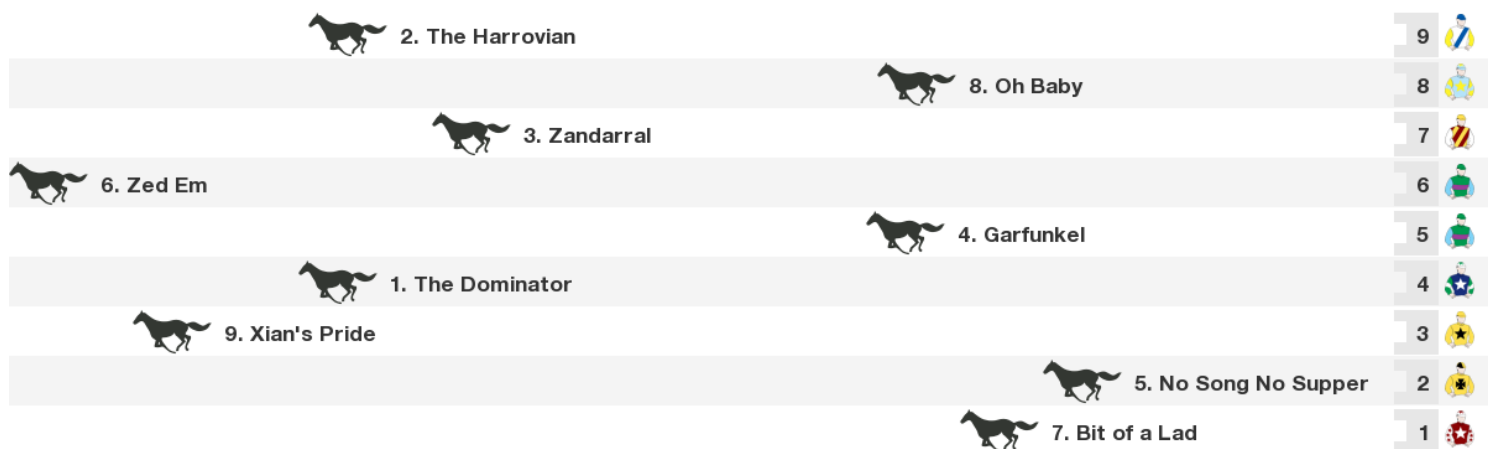 2. The Harrovian 9
8. Oh Baby 8
3. Zandarral 7
6. Zed Em 6
4. Garfunkel 5
1. The Dominator 4
9. Xian's Pride 3
5. No Song No Supper 2
7. Bit of a Lad 1